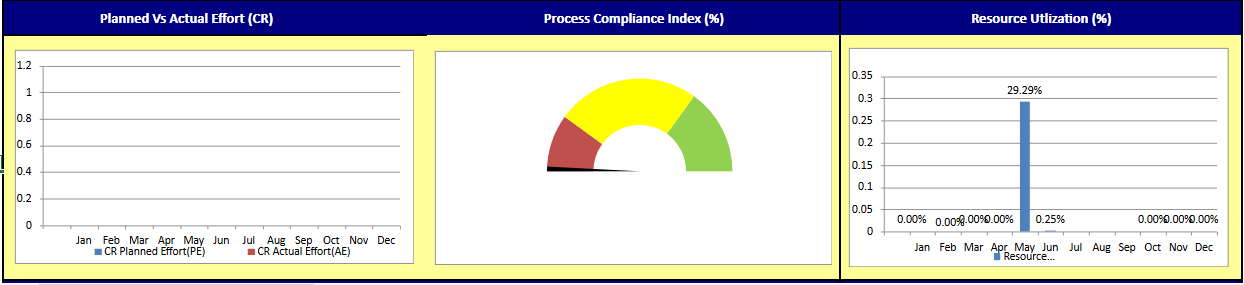 Planned Vs Actual Effort (CR)
Process Compliance Index (%)
Resource Utlization (%)
1.2
1
0.8
0.6
0.4
0.2
0
Jan Feb Mar Apr May Jun Jul Aug Sep Oct Nov Dec
CR Planned Effort(PE) CR Actual Effort(AE)
0.35
0.3
0.25
0.2
0.15
0.1
0.05
0
29.29%
0.00% 0.00% 0.00% 0.00% 0.25% 0.00% 0.00% 0.00%
Jan Feb Mar Apr May Jun Jul Aug Sep Oct Nov Dec
Resource...